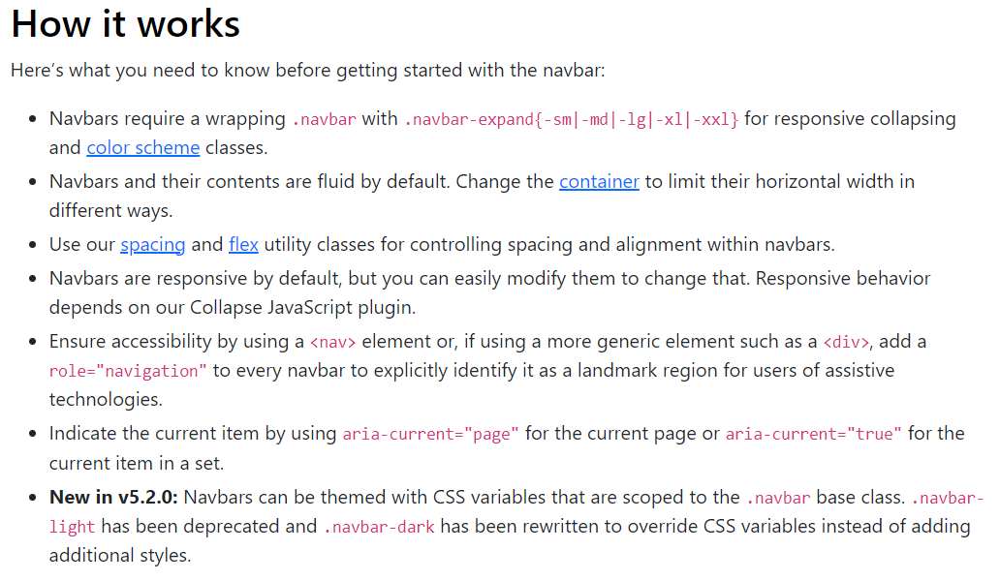 How it works
Here’s what you need to know before getting started with the navbar:
• Navbars require a wrapping .navbar with .navbar-expand{-sm|-md|-lg|-xl|-xxl} for responsive collapsing
and color scheme classes.
• Navbars and their contents are fluid by default. Change the container to limit their horizontal width in
different ways.
• Use our spacing and flex utility classes for controlling spacing and alignment within navbars.
• Navbars are responsive by default, but you can easily modify them to change that. Responsive behavior
depends on our Collapse JavaScript plugin.
• Ensure accessibility by using a <nav> element or, if using a more generic element such as a <div>, add a
role="navigation" to every navbar to explicitly identify it as a landmark region for users of assistive
technologies.
• Indicate the current item by using aria-current="page" for the current page or aria-current="true" for the
current item in a set.
• New in v5.2.0: Navbars can be themed with CSS variables that are scoped to the .navbar base class. .navbar-
light has been deprecated and .navbar-dark has been rewritten to override CSS variables instead of adding
additional styles.